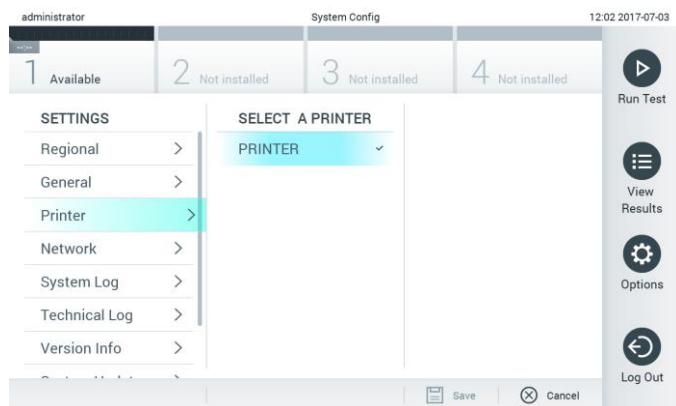 administrator
System Config
12:02 2017-07-03
1 Available
2 Not installed
3 Not installed
4 Not installed
Run Test
SETTINGS
SELECT A PRINTER
Regional
PRINTER
General
Printer
Network
System Log
Technical Log
Version Info
View
Results
Options
Log Out
Save
Cancel